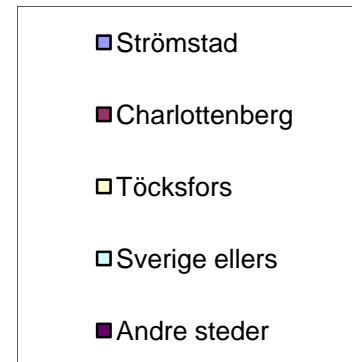 Strömstad
Charlottenberg
Töcksfors
Sverige ellers
Andre steder